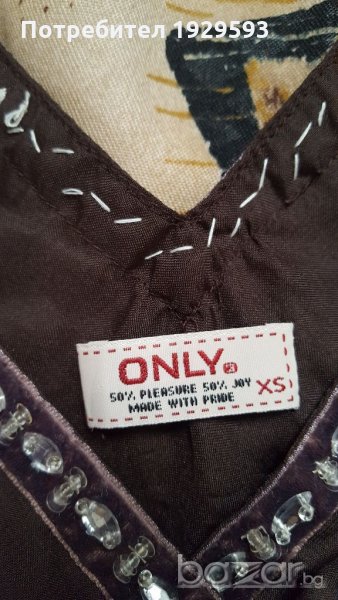 Потребител 1929593
ONLY
50% PLEASURE 50% JOY XS
MADE WITH PRIDE
bazar.bg